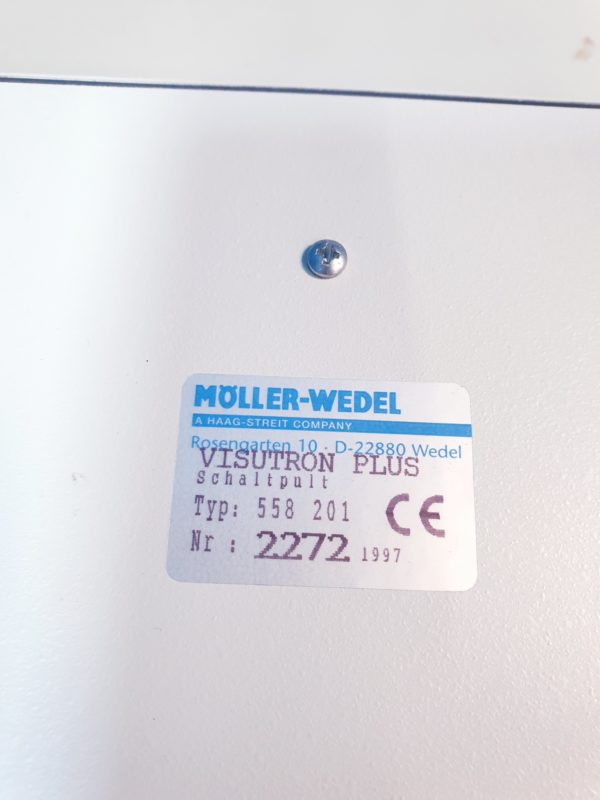 MÖLLER-WEDEL
A HAAG-STREIT COMPANY
Rosengarten 10 · D-22880 Wedel
VISUTRON PLUS
Schaltpult
Typ: 558 201
CE
Nr : 2272 1997